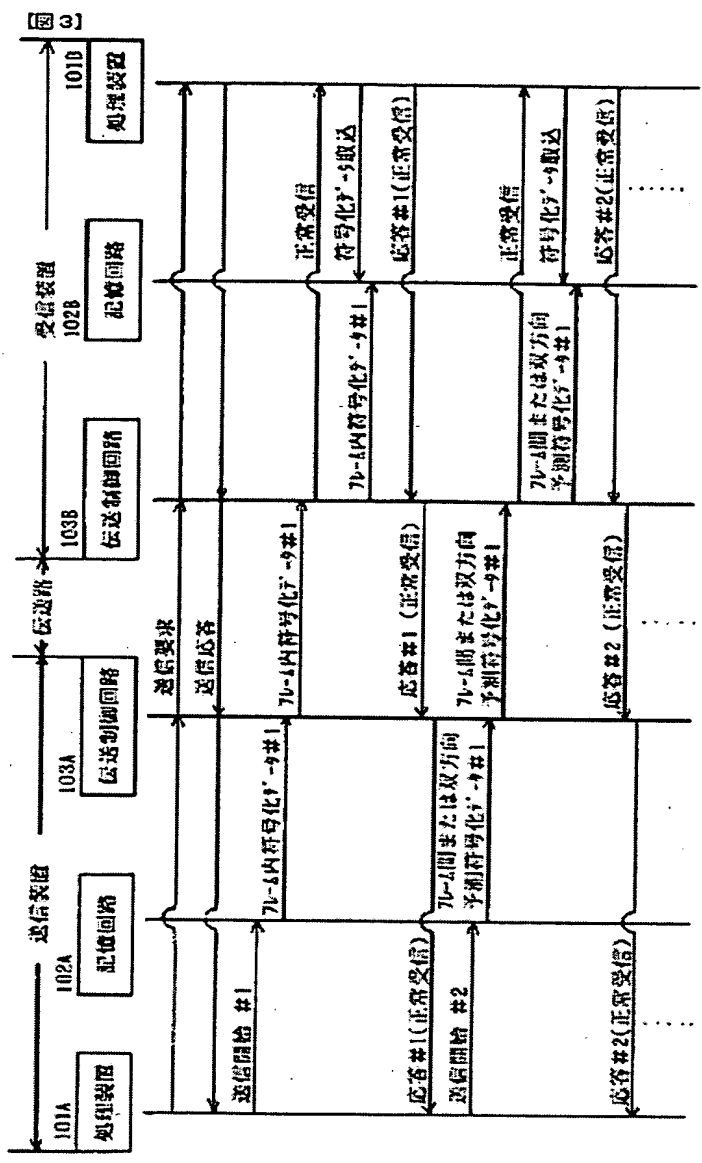 【図3】
送信装置
伝送路
受信装置
101A
処理装置
102A
記憶回路
103A
伝送制御回路
103B
伝送制御回路
102B
記憶回路
101B
処理装置
送信要求
送信応答
送信開始 #1
フレーム内符号化データ#1
フレーム内符号化データ#1
正常受信
フレーム内符号化データ#1
符号化データ取込
応答#1(正常受信)
応答#1(正常受信)
応答#1(正常受信)
送信開始 #2
フレーム間または双方向
予測符号化データ#1
フレーム間または双方向
予測符号化データ#1
正常受信
フレーム間または双方向
予測符号化データ#1
符号化データ取込
応答#2(正常受信)
応答#2(正常受信)
応答#2(正常受信)